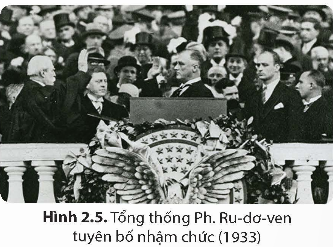 Hình 2.5. Tổng thống Ph. Ru-dơ-ven
tuyên bố nhậm chức (1933)